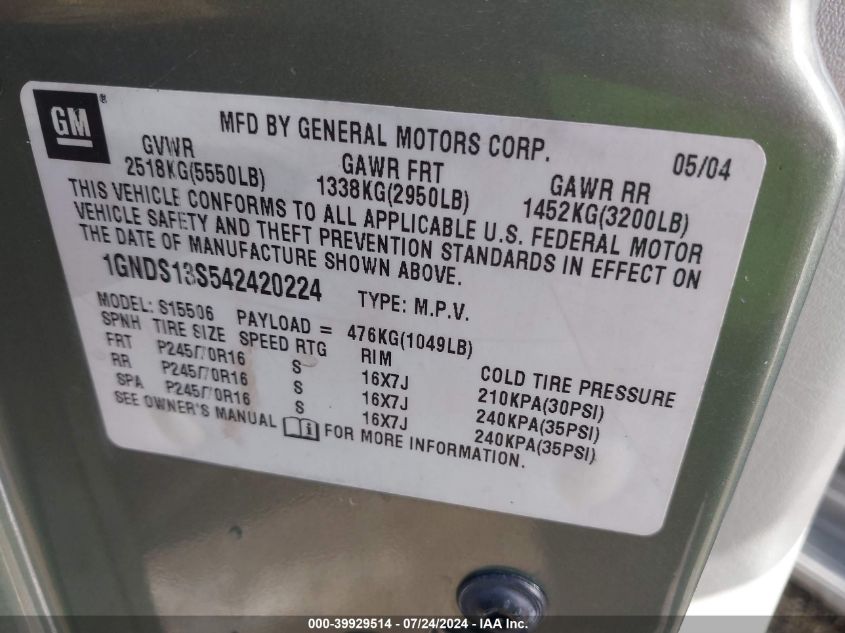 GM®
MFD BY GENERAL MOTORS CORP. 05/04
GVWR GAWR FRT GAWR RR
2518KG(5550LB) 1338KG(2950LB) 1452KG(3200LB)
THIS VEHICLE CONFORMS TO ALL APPLICABLE U.S. FEDERAL MOTOR
VEHICLE SAFETY AND THEFT PREVENTION STANDARDS IN EFFECT ON
THE DATE OF MANUFACTURE SHOWN ABOVE.
1GNDS13S542420224 TYPE: M.P.V.
MODEL: S15506 PAYLOAD = 476KG(1049LB)
SPNH TIRE SIZE SPEED RTG RIM COLD TIRE PRESSURE
FRT P245/70R16 S 16X7J 210KPA(30PSI)
RR P245/70R16 S 16X7J 240KPA(35PSI)
SPA P245/70R16 S 16X7J 240KPA(35PSI)
SEE OWNER'S MANUAL FOR MORE INFORMATION.
000-39929514 - 07/24/2024 - IAA Inc.